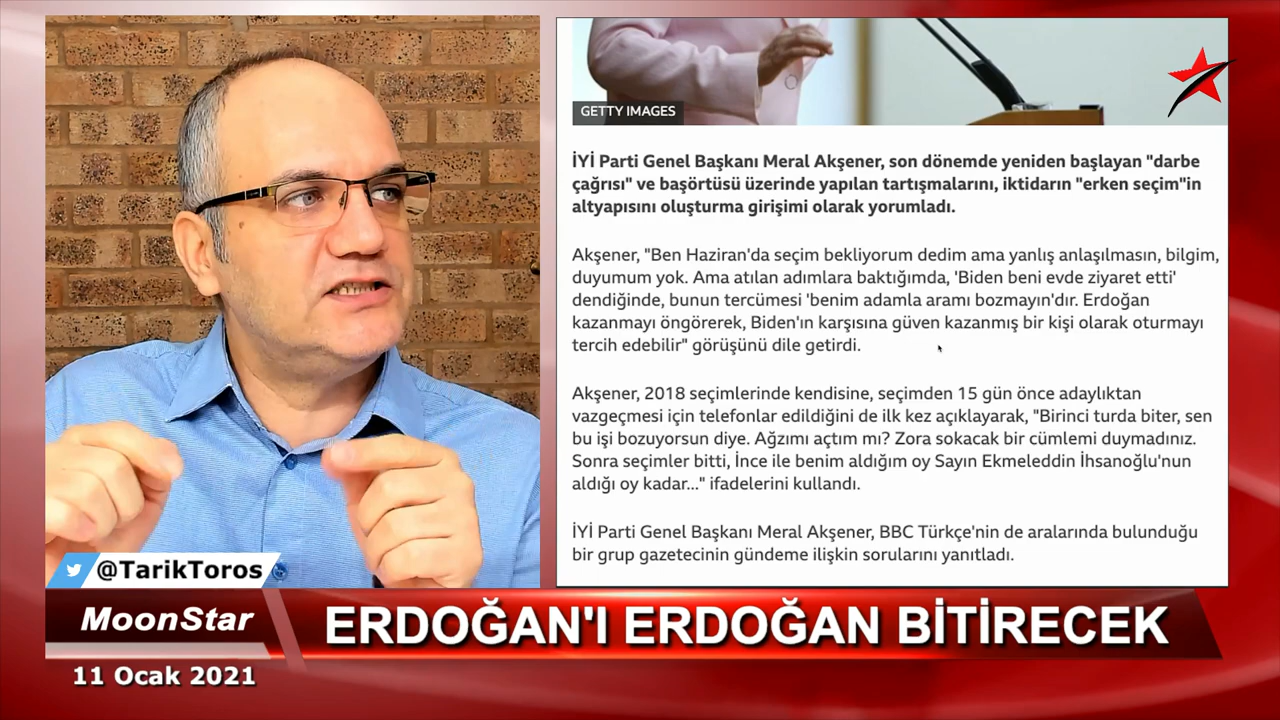 GETTY IMAGES
İYİ Parti Genel Başkanı Meral Akşener, son dönemde yeniden başlayan "darbe
çağrısı" ve başörtüsü üzerinde yapılan tartışmalarını, iktidarın "erken seçim"in
altyapısını oluşturma girişimi olarak yorumladı.
Akşener, "Ben Haziran'da seçim bekliyorum dedim ama yanlış anlaşılmasın, bilgim,
duyumum yok. Ama atılan adımlara baktığımda, 'Biden beni evde ziyaret etti'
dendiğinde, bunun tercümesi 'benim adamla aramı bozmayın'dır. Erdoğan
kazanmayı öngörerek, Biden'ın karşısına güven kazanmış bir kişi olarak oturmayı
tercih edebilir" görüşünü dile getirdi.
Akşener, 2018 seçimlerinde kendisine, seçimden 15 gün önce adaylıktan
vazgeçmesi için telefonlar edildiğini de ilk kez açıklayarak, "Birinci turda biter, sen
bu işi bozuyorsun diye. Ağzımı açtım mı? Zora sokacak bir cümlemi duymadınız.
Sonra seçimler bitti, İnce ile benim aldığım oy Sayın Ekmeleddin İhsanoğlu'nun
aldığı oy kadar..." ifadelerini kullandı.
İYİ Parti Genel Başkanı Meral Akşener, BBC Türkçe'nin de aralarında bulunduğu
bir grup gazetecinin gündeme ilişkin sorularını yanıtladı.
@TarikToros
MoonStar
ERDOĞAN'I ERDOĞAN BİTİRECEK
11 Ocak 2021